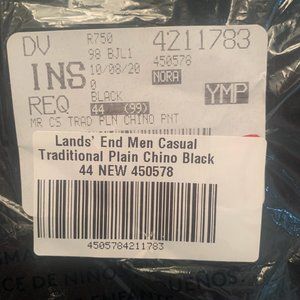 DV R750 4211783
98 BJL1 450578
INS 10/08/20 NORA
0
REQ BLACK YMP
44 (99)
MR CS TRAD PLN CHINO PNT
Lands' End Men Casual
Traditional Plain Chino Black
44 NEW 450578
4505784211783